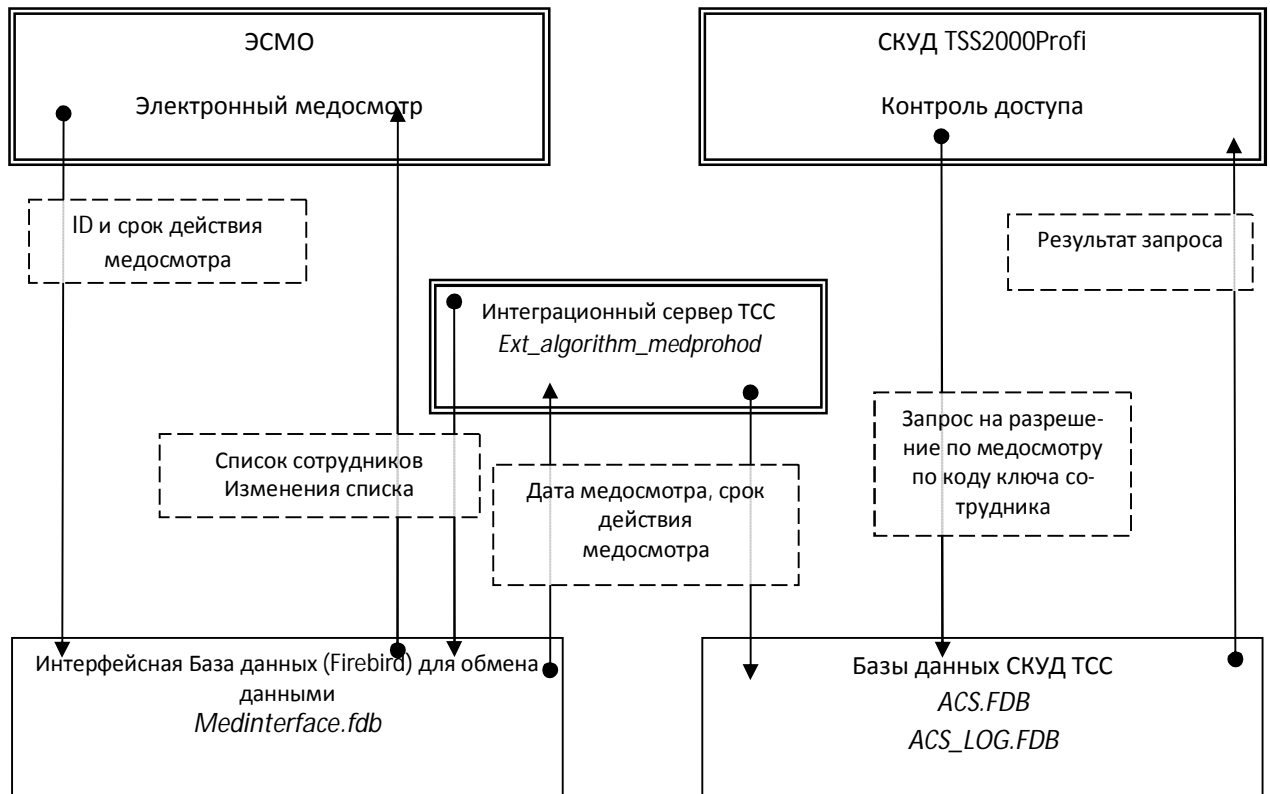 ЭСМО
Электронный медосмотр
СКУД TSS2000Profi
Контроль доступа
ID и срок действия
медосмотра
Результат запроса
Интеграционный сервер ТСС
Ext_algorithm_medprohod
Список сотрудников
Изменения списка
Дата медосмотра, срок
действия
медосмотра
Запрос на разреше-
ние по медосмотру
по коду ключа со-
трудника
Интерфейсная База данных (Firebird) для обмена
данными
Medinterface.fdb
Базы данных СКУД ТСС
ACS.FDB
ACS_LOG.FDB